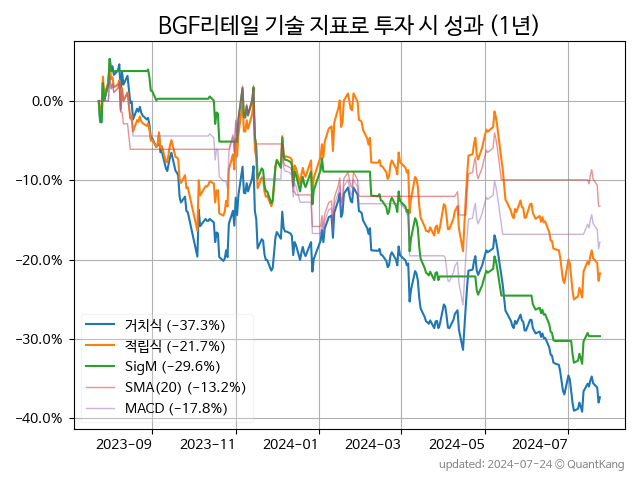 BGF리테일 기술 지표로 투자 시 성과 (1년)
0.0%
−10.0%
−20.0%
−30.0%
−40.0%
거치식 (−37.3%)
적립식 (−21.7%)
SigM (−29.6%)
SMA(20) (−13.2%)
MACD (−17.8%)
2023−09 2023−11 2024−01 2024−03 2024−05 2024−07
updated: 2024−07−24 @ QuantKang